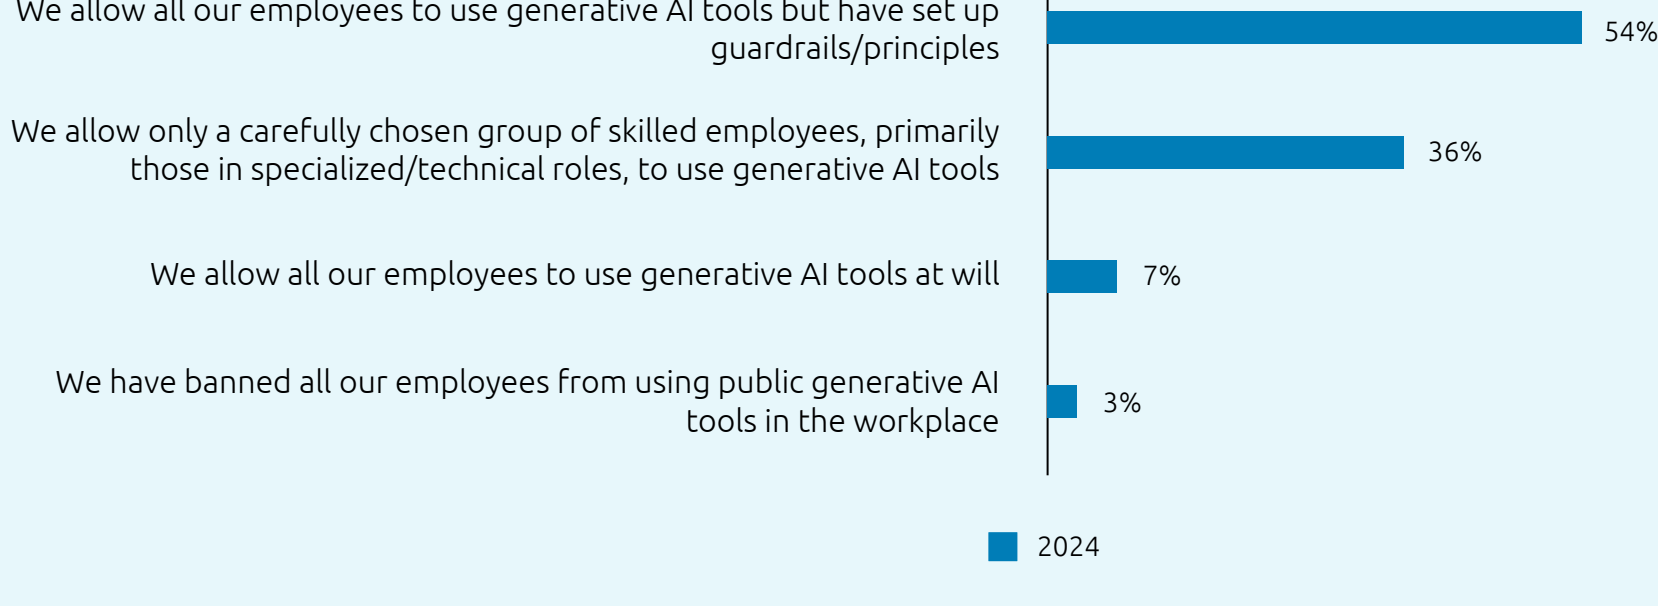 We allow all our employees to use generative AI tools but have set up
guardrails/principles
54%
We allow only a carefully chosen group of skilled employees, primarily
those in specialized/technical roles, to use generative AI tools
36%
We allow all our employees to use generative AI tools at will
7%
We have banned all our employees from using public generative AI
tools in the workplace
3%
2024